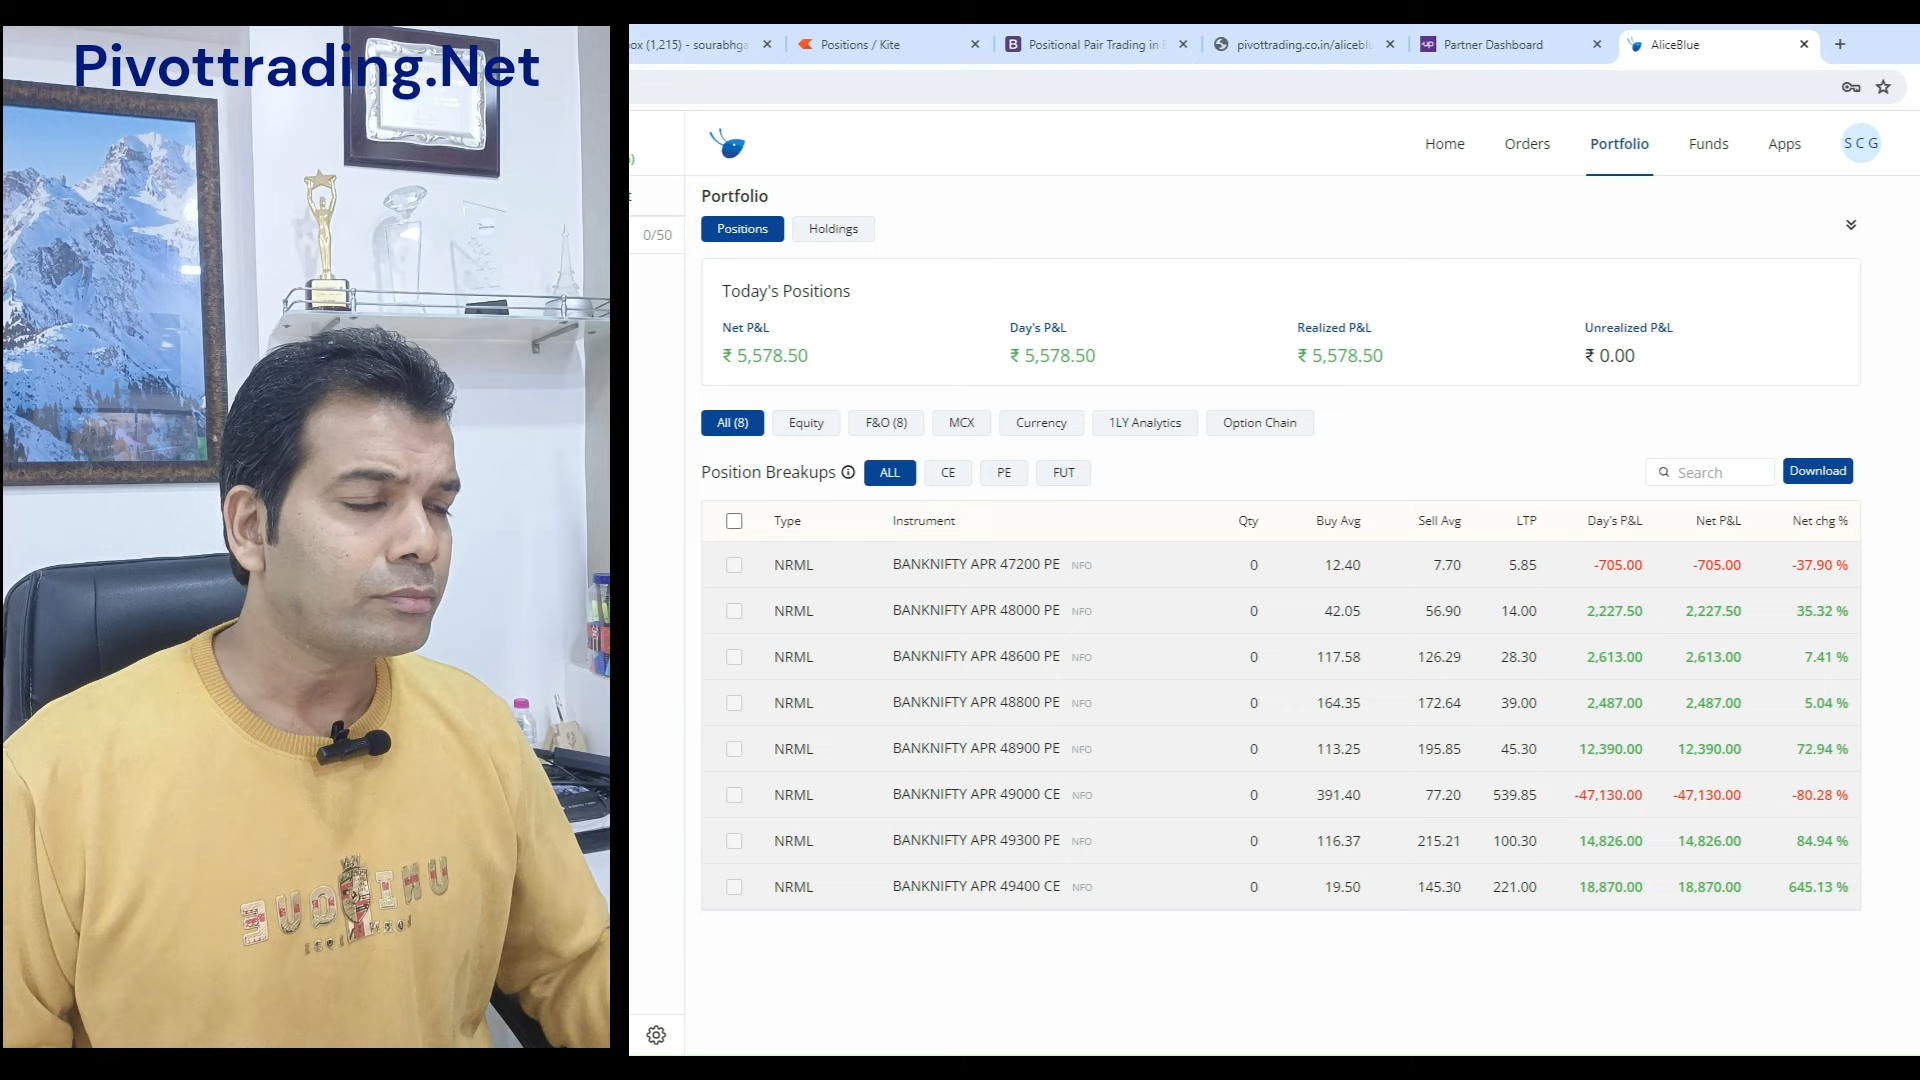 Pivottrading.Net
ox (1,215) - sourabhga
Positions / Kite
Positional Pair Trading in
pivottrading.co.in/aliceblu
Partner Dashboard
AliceBlue
Home Orders Portfolio Funds Apps S C G
0/50
Portfolio
Positions Holdings
Today's Positions
Net P&L Day's P&L Realized P&L Unrealized P&L
₹ 5,578.50 ₹ 5,578.50 ₹ 5,578.50 ₹ 0.00
All (8) Equity F&O (8) MCX Currency 1LY Analytics Option Chain
Position Breakups ALL CE PE FUT Search Download
Type Instrument Qty Buy Avg Sell Avg LTP Day's P&L Net P&L Net chg %
NRML BANKNIFTY APR 47200 PE NFO 0 12.40 7.70 5.85 -705.00 -705.00 -37.90 %
NRML BANKNIFTY APR 48000 PE NFO 0 42.05 56.90 14.00 2,227.50 2,227.50 35.32 %
NRML BANKNIFTY APR 48600 PE NFO 0 117.58 126.29 28.30 2,613.00 2,613.00 7.41 %
NRML BANKNIFTY APR 48800 PE NFO 0 164.35 172.64 39.00 2,487.00 2,487.00 5.04 %
NRML BANKNIFTY APR 48900 PE NFO 0 113.25 195.85 45.30 12,390.00 12,390.00 72.94 %
NRML BANKNIFTY APR 49000 CE NFO 0 391.40 77.20 539.85 -47,130.00 -47,130.00 -80.28 %
NRML BANKNIFTY APR 49300 PE NFO 0 116.37 215.21 100.30 14,826.00 14,826.00 84.94 %
NRML BANKNIFTY APR 49400 CE NFO 0 19.50 145.30 221.00 18,870.00 18,870.00 645.13 %